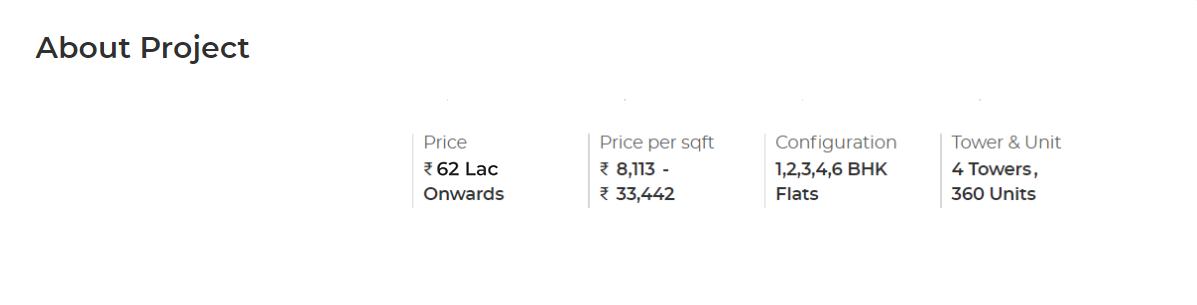 About Project
Price
₹ 62 Lac
Onwards
Price per sqft
₹ 8,113 -
₹ 33,442
Configuration
1,2,3,4,6 BHK
Flats
Tower & Unit
4 Towers,
360 Units